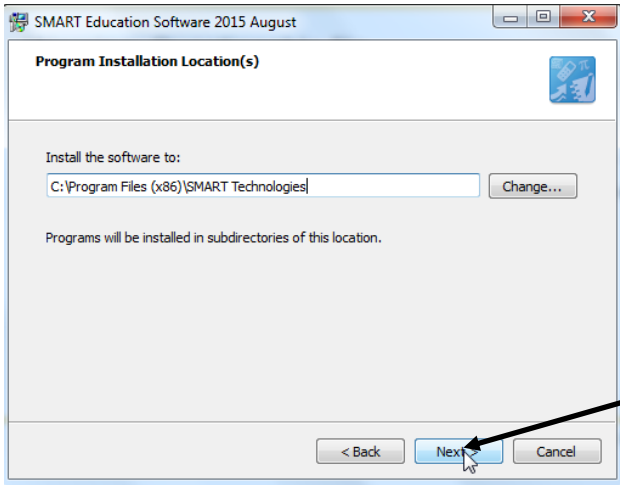 SMART Education Software 2015 August
Program Installation Location(s)
Install the software to:
C:\Program Files (x86)\SMART Technologies
Change...
Programs will be installed in subdirectories of this location.
< Back
Next >
Cancel